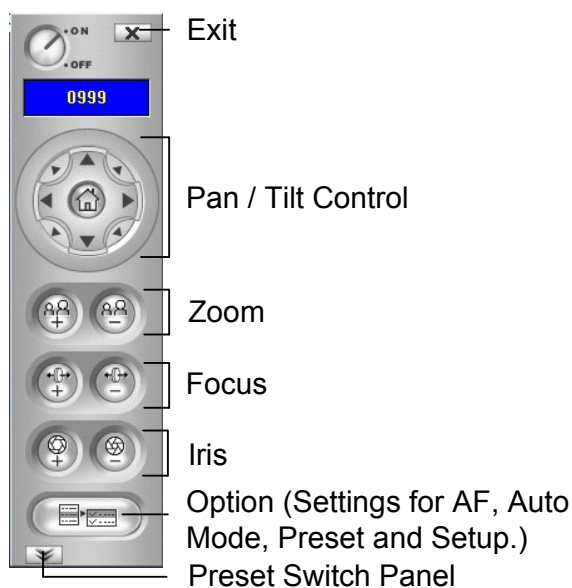 ON
X
Exit
OFF
0999
Pan / Tilt Control
+
−
Zoom
+
−
Focus
+
−
Iris
Option (Settings for AF, Auto
Mode, Preset and Setup.)
Preset Switch Panel